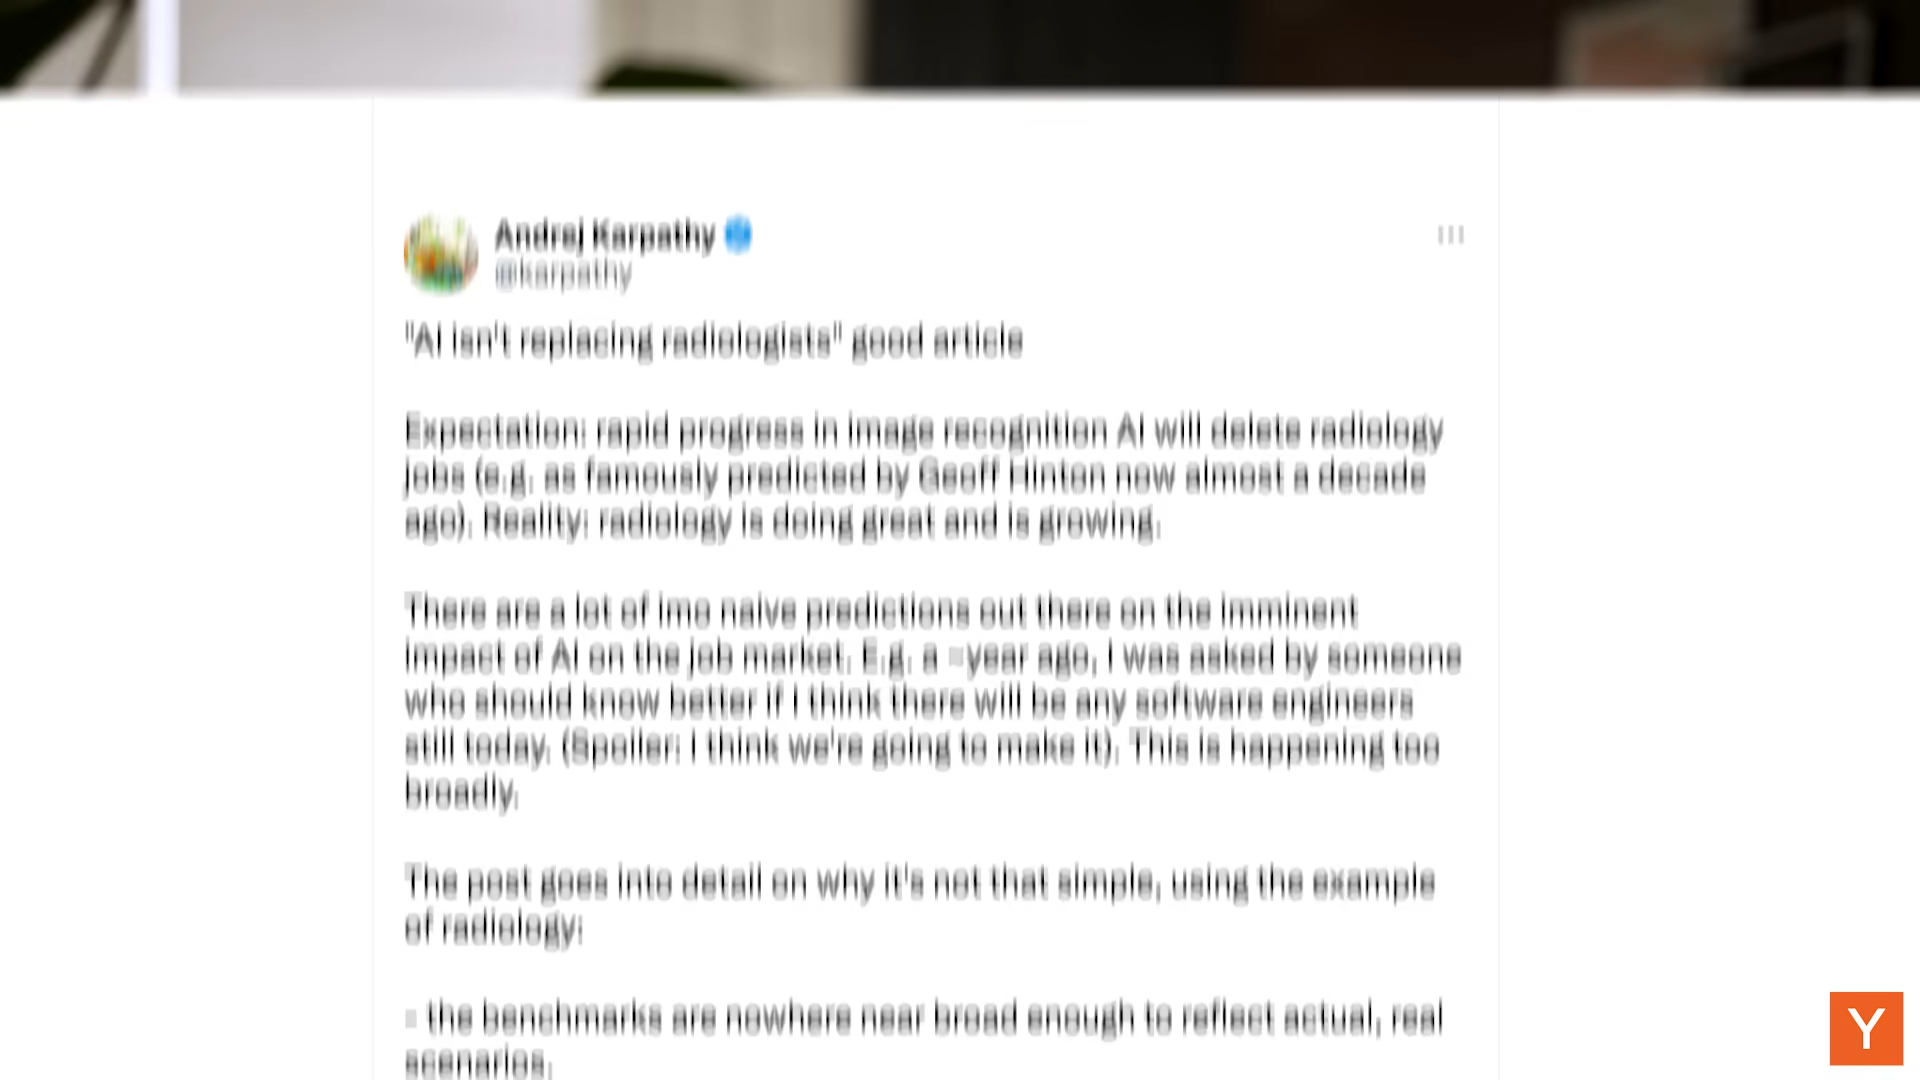 Andrej Karpathy
@karpathy
"AI isn't replacing radiologists" good article
Expectation: rapid progress in image recognition AI will delete radiology
jobs (e.g. as famously predicted by Geoff Hinton now almost a decade
ago). Reality: radiology is doing great and is growing.
There are a lot of imo naive predictions out there on the imminent
impact of AI on the job market. E.g. a ~year ago, I was asked by someone
who should know better if I think there will be any software engineers
still today. (Spoiler: I think we're going to make it). This is happening too
broadly.
The post goes into detail on why it's not that simple, using the example
of radiology:
- the benchmarks are nowhere near broad enough to reflect actual, real
scenarios.
Y